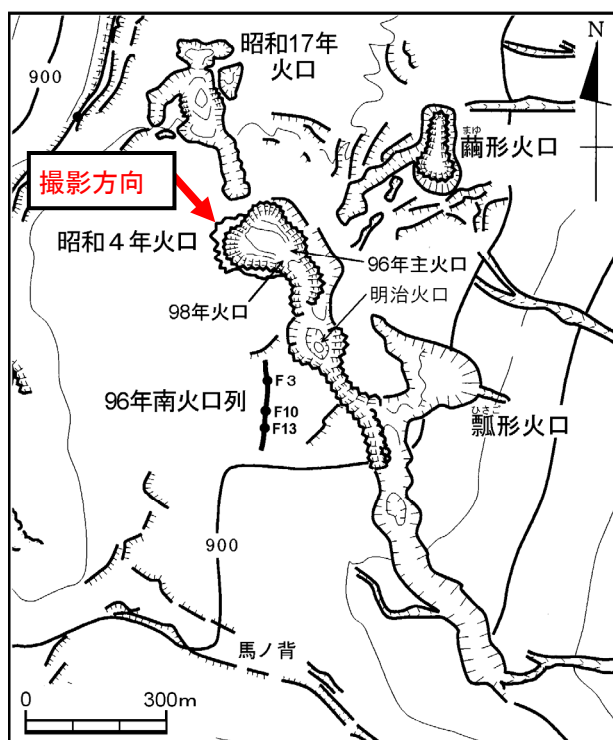 昭和17年
火口
N
900
まゆ
繭形火口
撮影方向
昭和４年火口
96年主火口
98年火口
明治火口
F3
96年南火口列
F10
F13
ひさご
瓢形火口
900
馬ノ背
0 300m